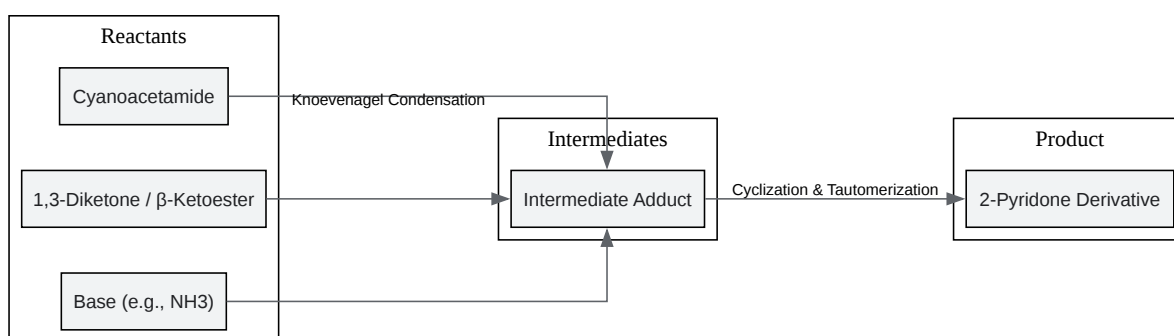 Reactants
Cyanoacetamide
Knoevenagel Condensation
Intermediates
Product
1,3-Diketone / β-Ketoester
Intermediate Adduct
Cyclization & Tautomerization
2-Pyridone Derivative
Base (e.g., NH3)